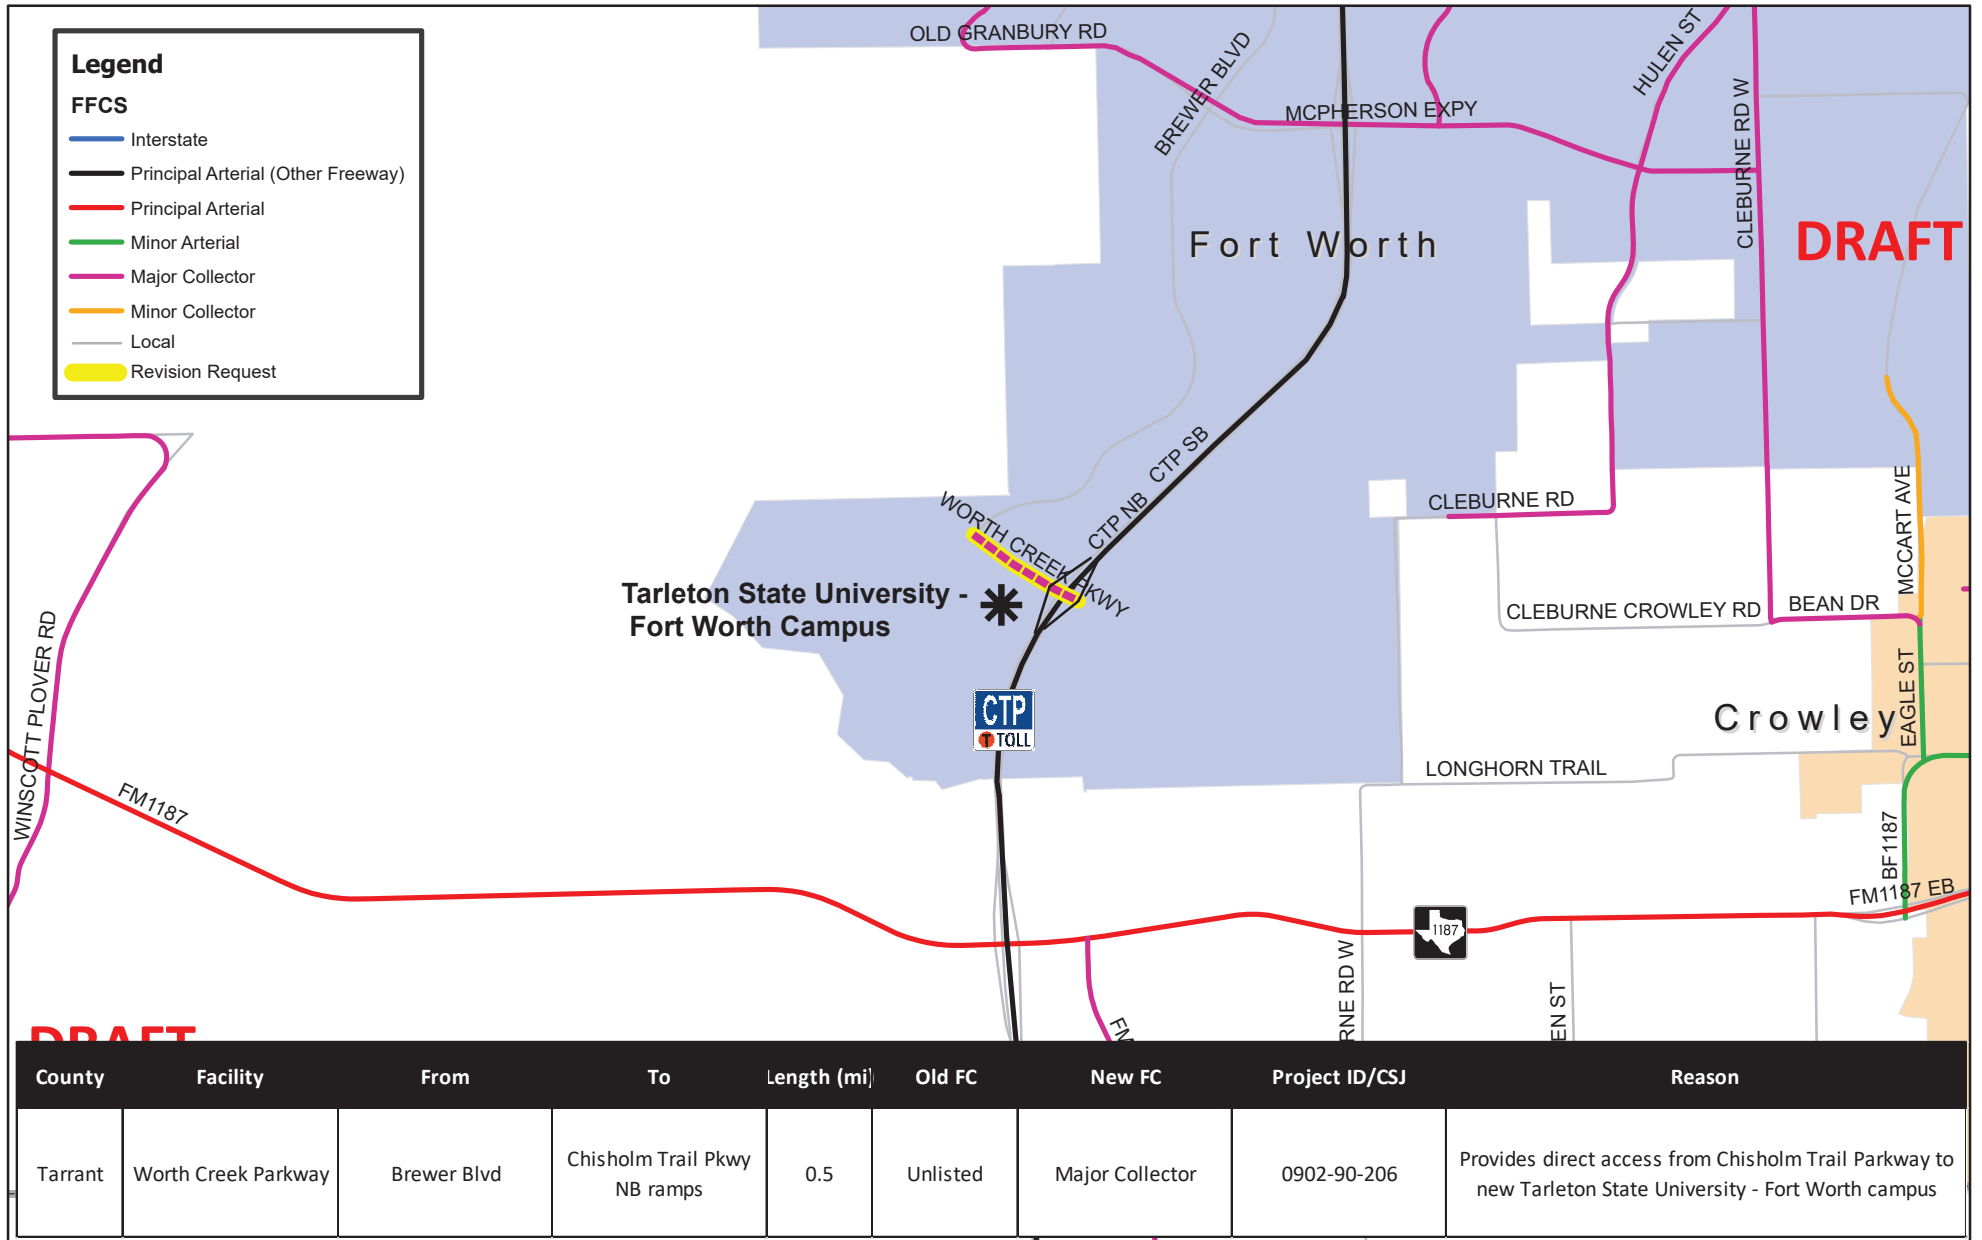 Legend
FFCS
Interstate
Principal Arterial (Other Freeway)
Principal Arterial
Minor Arterial
Major Collector
Minor Collector
Local
Revision Request
OLD GRANBURY RD
BREWER BLVD
MCPHERSON EXPY
HULEN ST
CLEBURNE RD W
Fort Worth
DRAFT
CTP SB
CTP NB
WORTH CREEK PKWY
CLEBURNE RD
MCCART AVE
Tarleton State University -
Fort Worth Campus
CLEBURNE CROWLEY RD
BEAN DR
WINSCOTT PLOVER RD
EAGLE ST
CTP
T TOLL
Crowley
LONGHORN TRAIL
FM1187
BF1187
FM1187 EB
1187
RNE RD W
EN ST
FM
DRAFT
County Facility From To Length (mi) Old FC New FC Project ID/CSJ Reason
Tarrant Worth Creek Parkway Brewer Blvd Chisholm Trail Pkwy
NB ramps 0.5 Unlisted Major Collector 0902-90-206 Provides direct access from Chisholm Trail Parkway to
new Tarleton State University - Fort Worth campus